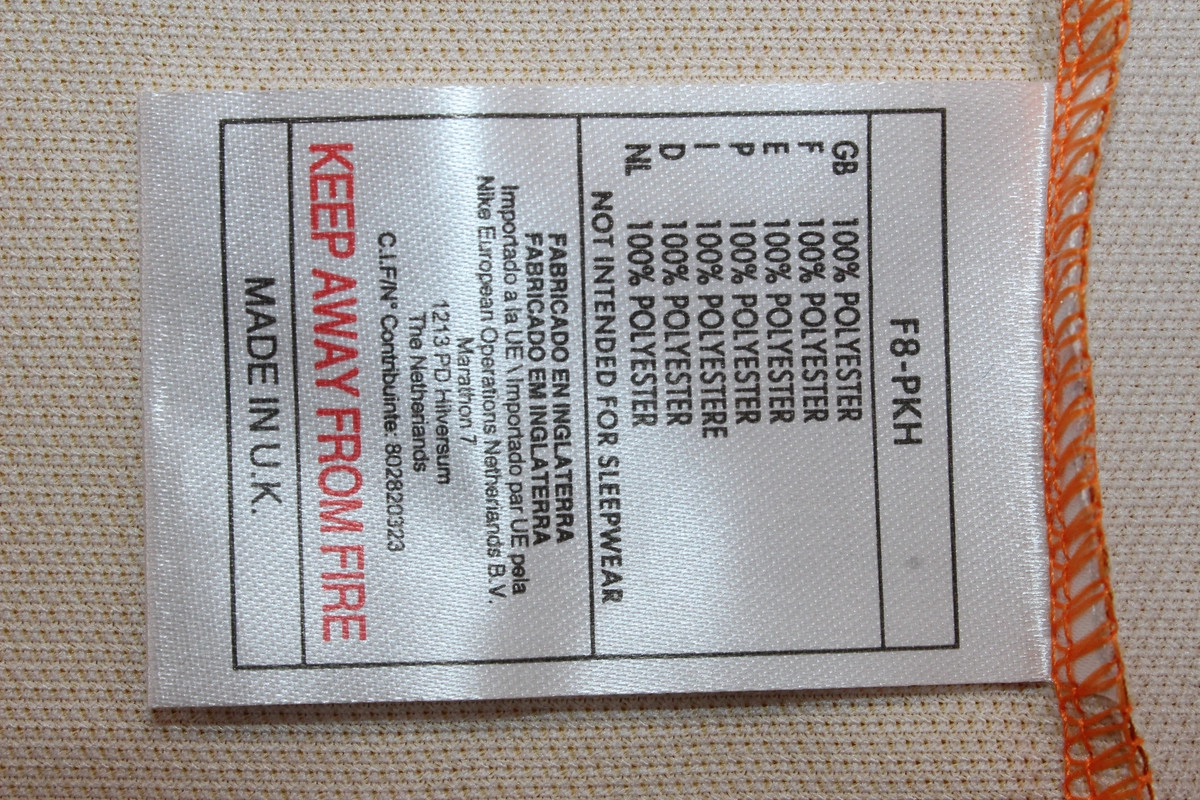 F8-PKH
GB 100% POLYESTER
F 100% POLYESTER
E 100% POLYESTER
P 100% POLYESTER
I 100% POLYESTERE
D 100% POLYESTER
NL 100% POLYESTER
NOT INTENDED FOR SLEEPWEAR
FABRICADO EN INGLATERRA
FABRICADO EM INGLATERRA
Importado a la UE \ Importado par UE pela
Nike European Operations Netherlands B.V.
Marathon 7
1213 PD Hilversum
The Netherlands
C.I.F/N° Contribuinte: 802820323
KEEP AWAY FROM FIRE
MADE IN U.K.